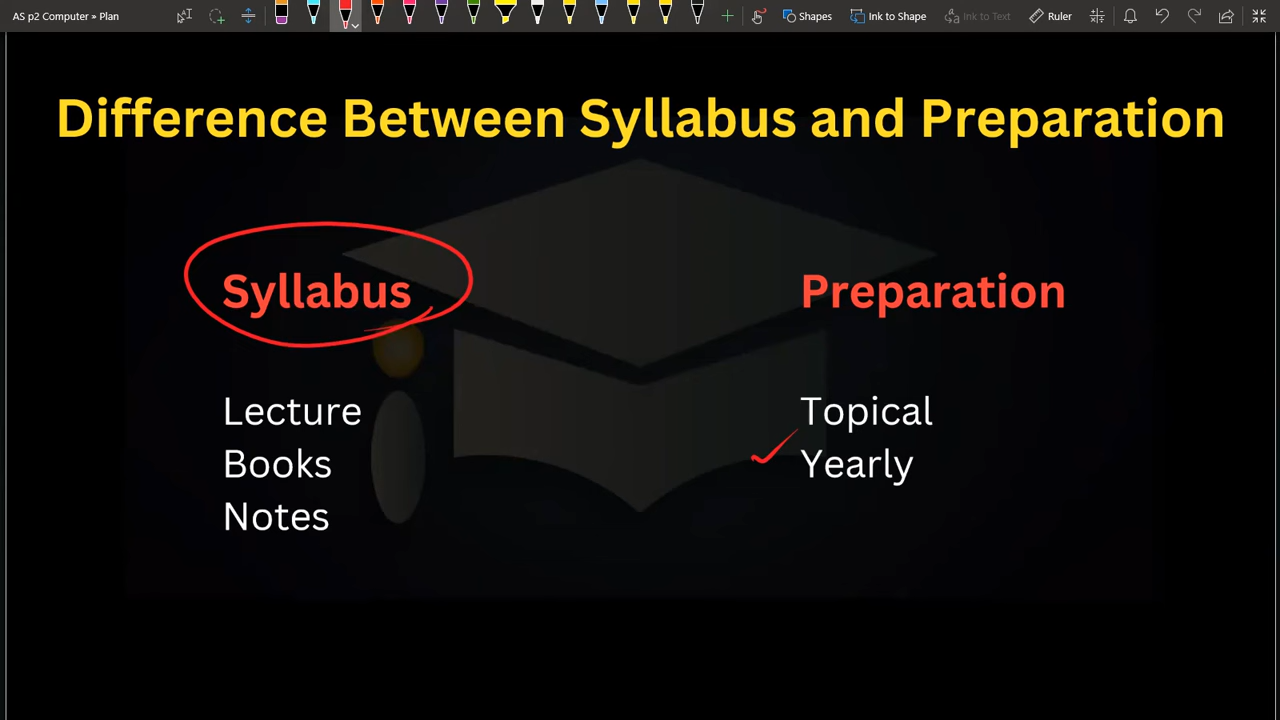 AS p2 Computer » Plan
Shapes
Ink to Shape
Ink to Text
Ruler
Difference Between Syllabus and Preparation
Syllabus
Preparation
Lecture
Books
Notes
Topical
Yearly